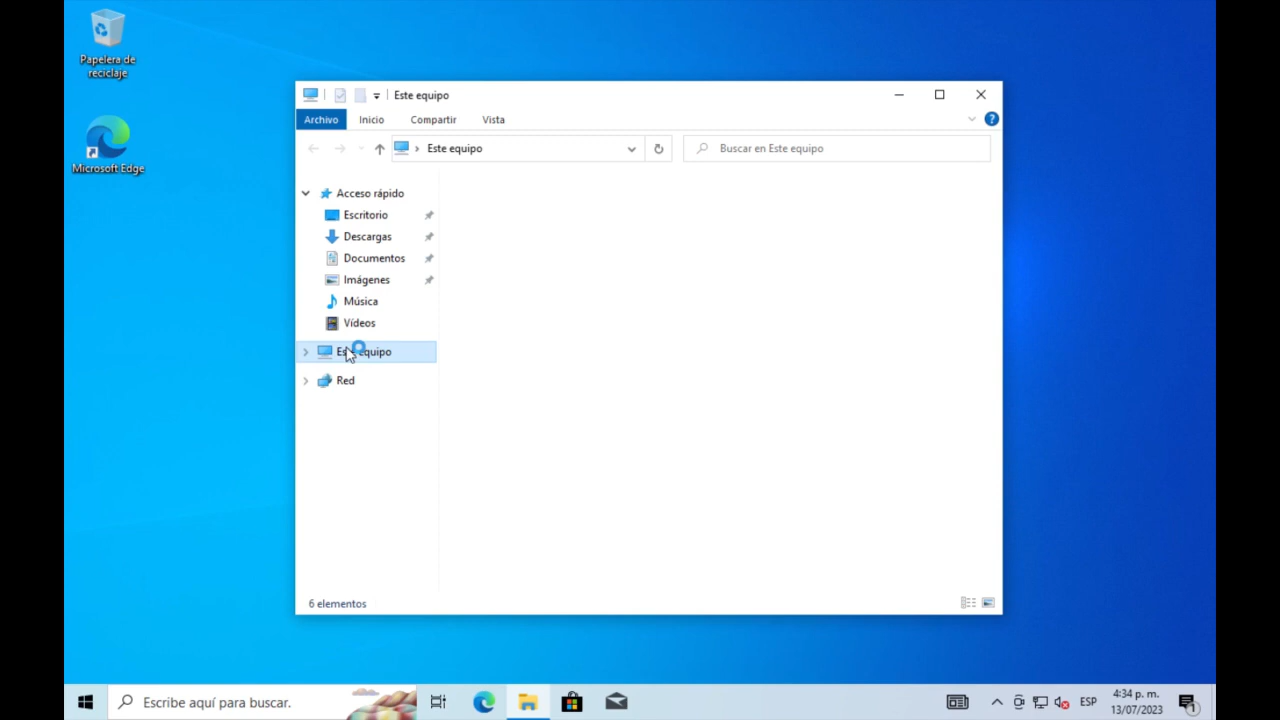 Papelera de
reciclaje
Microsoft Edge
Este equipo
Archivo
Inicio
Compartir
Vista
Este equipo
Buscar en Este equipo
Acceso rápido
Escritorio
Descargas
Documentos
Imágenes
Música
Vídeos
Este equipo
Red
6 elementos
Escribe aquí para buscar.
ESP
4:34 p. m.
13/07/2023
1